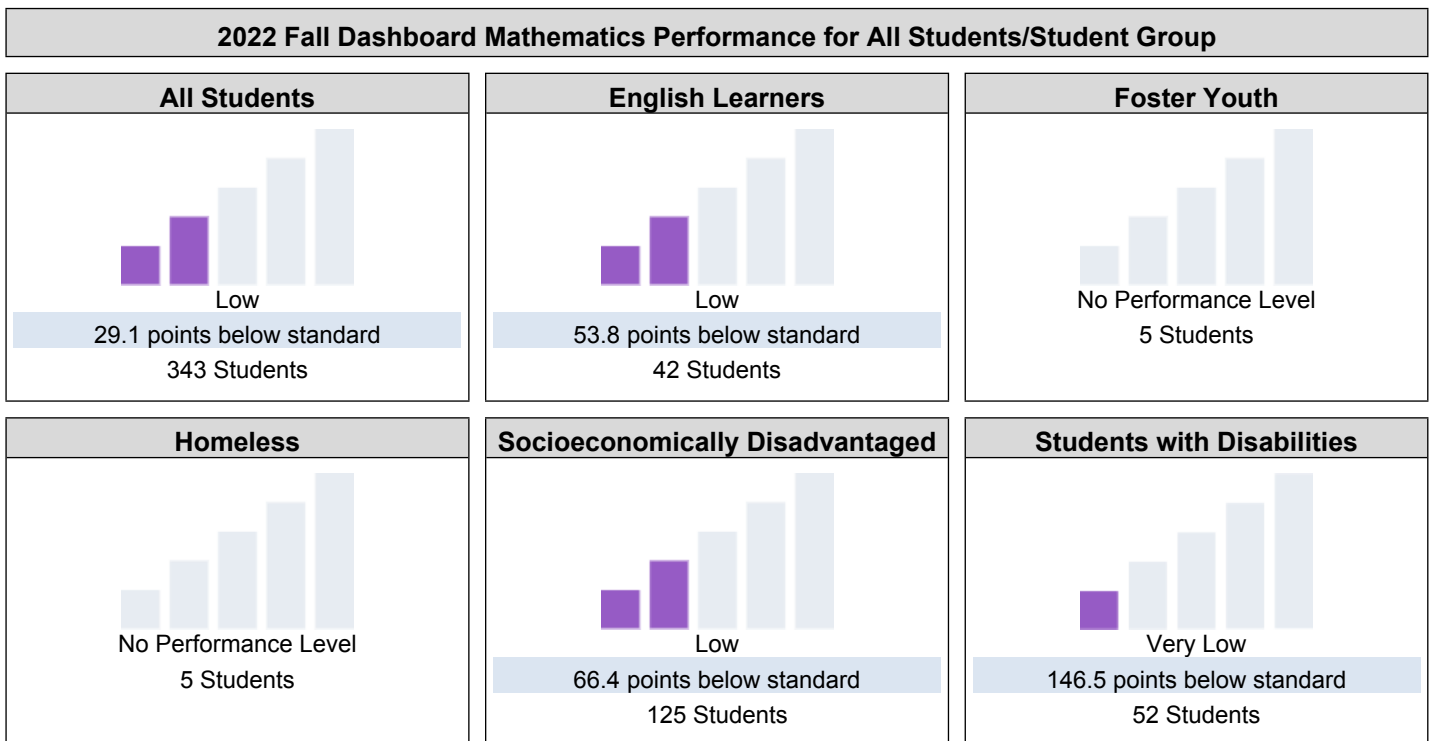 2022 Fall Dashboard Mathematics Performance for All Students/Student Group
All Students
Low
29.1 points below standard
343 Students
English Learners
Low
53.8 points below standard
42 Students
Foster Youth
No Performance Level
5 Students
Homeless
No Performance Level
5 Students
Socioeconomically Disadvantaged
Low
66.4 points below standard
125 Students
Students with Disabilities
Very Low
146.5 points below standard
52 Students